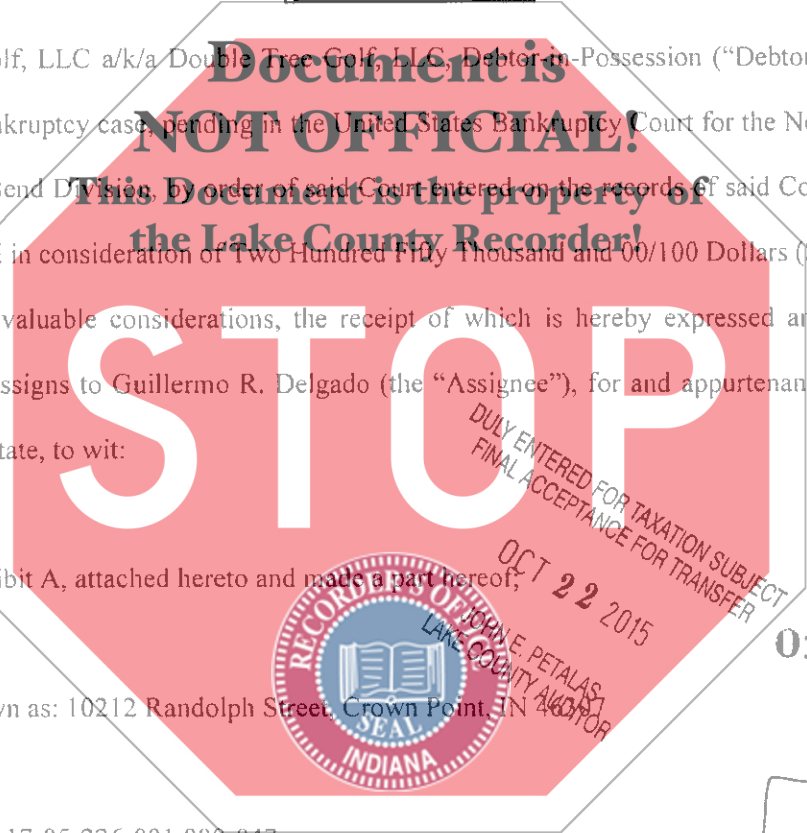 Document is
NOT OFFICIAL!
This Document is the property of
the Lake County Recorder!
STOP
olf, LLC a/k/a Double Tree Golf, LLC, Debtor-in-Possession ("Debtor
nkruptcy case, pending in the United States Bankruptcy Court for the No
Bend Division, by order of said Court entered on the records of said Co
in consideration of Two Hundred Fifty Thousand and 00/100 Dollars (
valuable considerations, the receipt of which is hereby expressed an
ssigns to Guillermo R. Delgado (the "Assignee"), for and appurtenan
state, to wit:
DULY ENTERED FOR TAXATION SUBJECT
FINAL ACCEPTANCE FOR TRANSFER
OCT 22 2015
JOHN E. PETALAS
LAKE COUNTY AUDITOR
ibit A, attached hereto and made a part hereof;
RECORDER'S OFFICE
SEAL
INDIANA
wn as: 10212 Randolph Street, Crown Point, IN